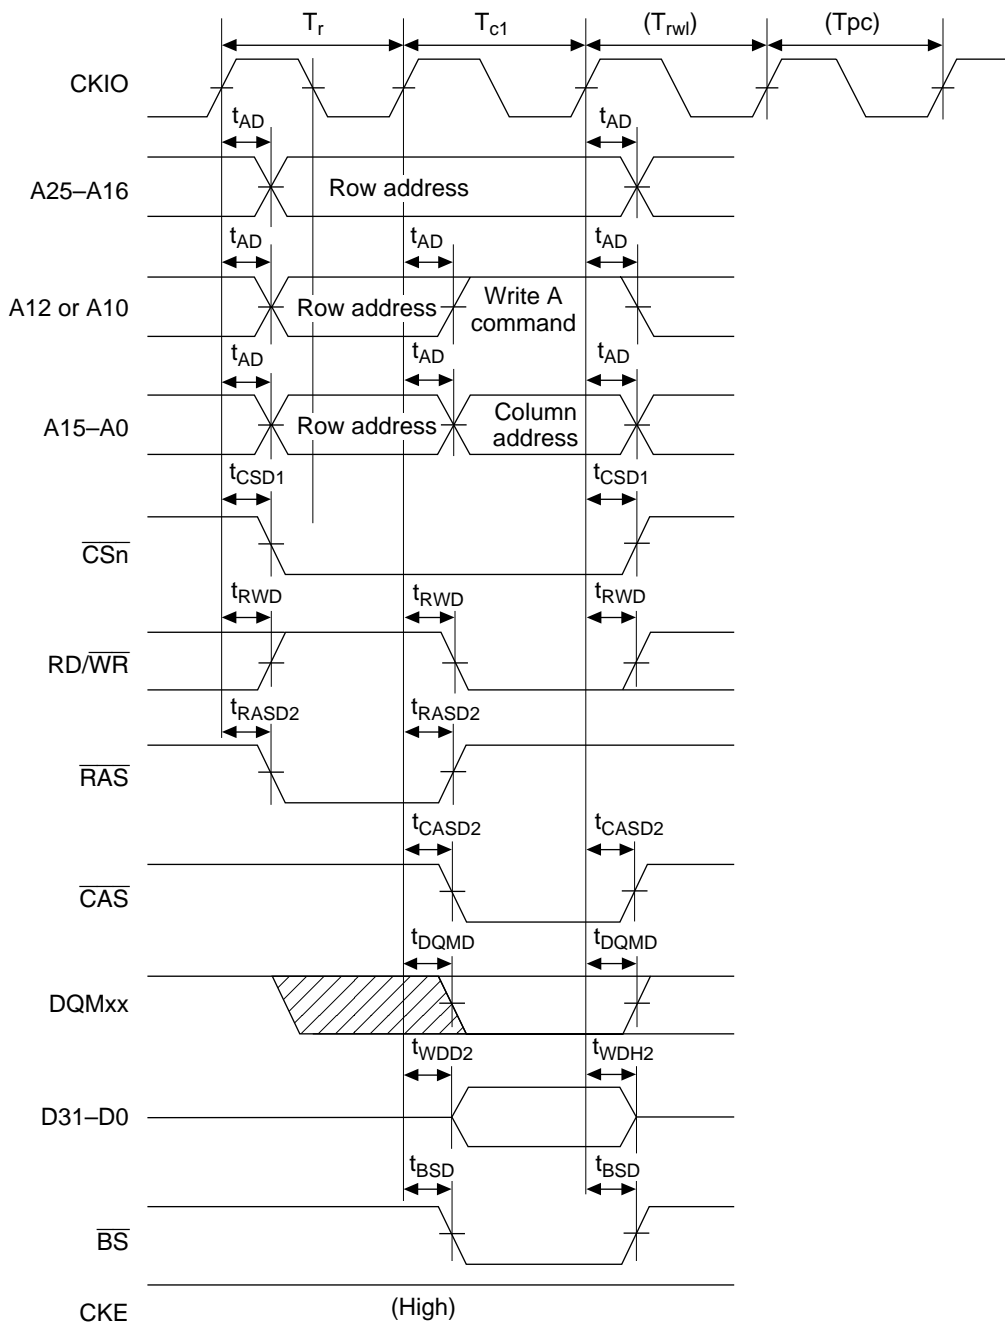 Tr Tc1 (Trwl) (Tpc)
CKIO
tAD tAD
A25–A16 Row address
tAD tAD tAD
A12 or A10 Row address Write A command
tAD tAD tAD
A15–A0 Row address Column address
tCSD1 tCSD1
CSn
tRWD tRWD tRWD
RD/WR
tRASD2 tRASD2
RAS
tCASD2 tCASD2
CAS
tDQMD tDQMD
DQMxx
tWDD2 tWDH2
D31–D0
tBSD tBSD
BS
CKE (High)